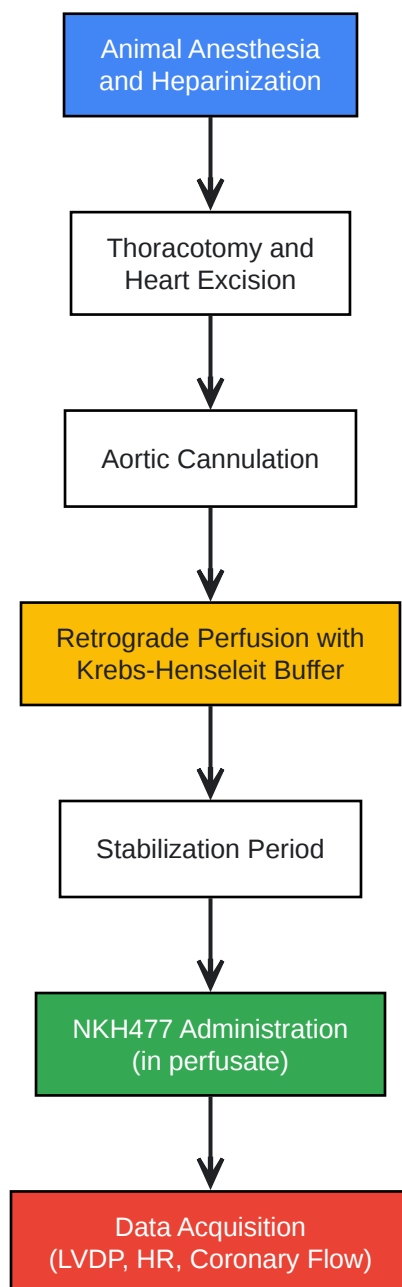 Animal Anesthesia
and Heparinization
Thoracotomy and
Heart Excision
Aortic Cannulation
Retrograde Perfusion with
Krebs-Henseleit Buffer
Stabilization Period
NKH477 Administration
(in perfusate)
Data Acquisition
(LVDP, HR, Coronary Flow)